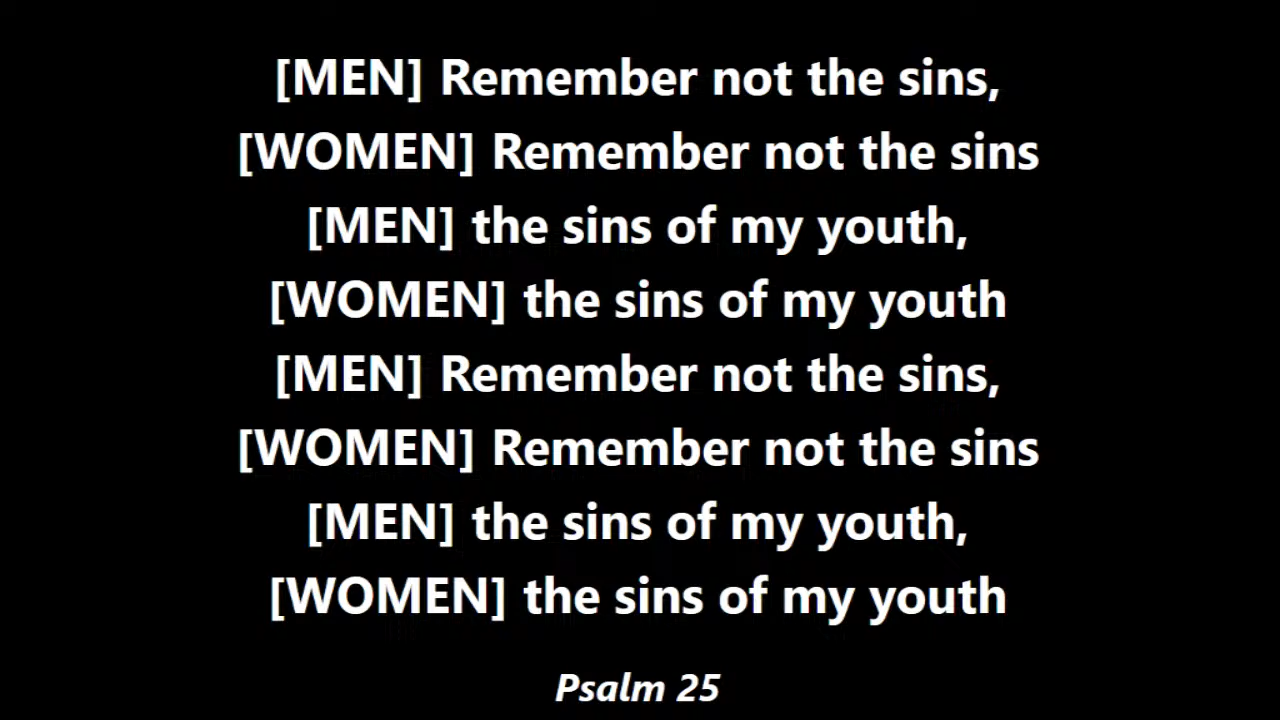 [MEN] Remember not the sins,
[WOMEN] Remember not the sins
[MEN] the sins of my youth,
[WOMEN] the sins of my youth
[MEN] Remember not the sins,
[WOMEN] Remember not the sins
[MEN] the sins of my youth,
[WOMEN] the sins of my youth
Psalm 25